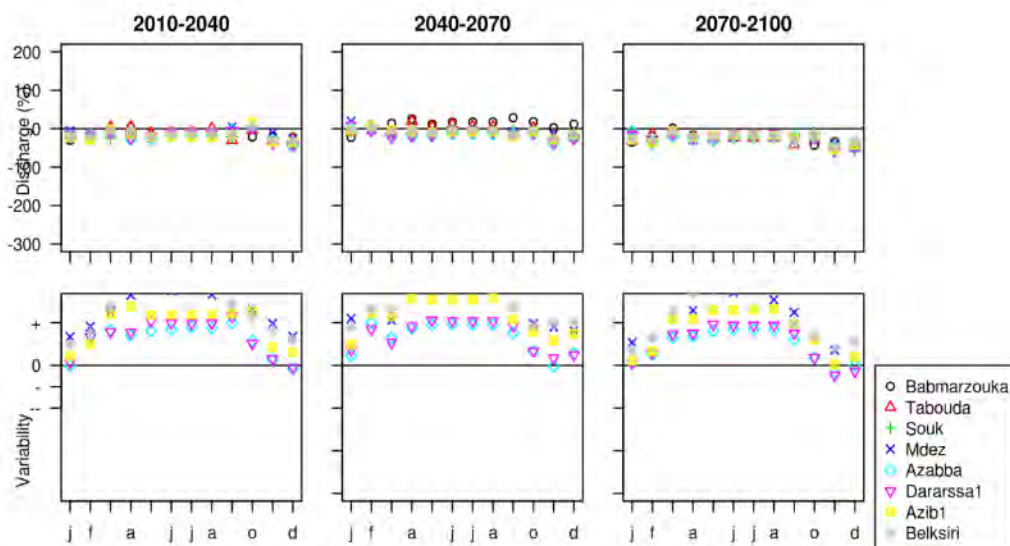 2010-2040 2040-2070 2070-2100
200
100
0
-100
-200
-300
Discharge (%)
+
0
-
Variability
j f a j a o d j f a j a o d j f a j a o d
Babmarzouka
Tabouda
Souk
Mdez
Azabba
Dararssa1
Azib1
Belksiri